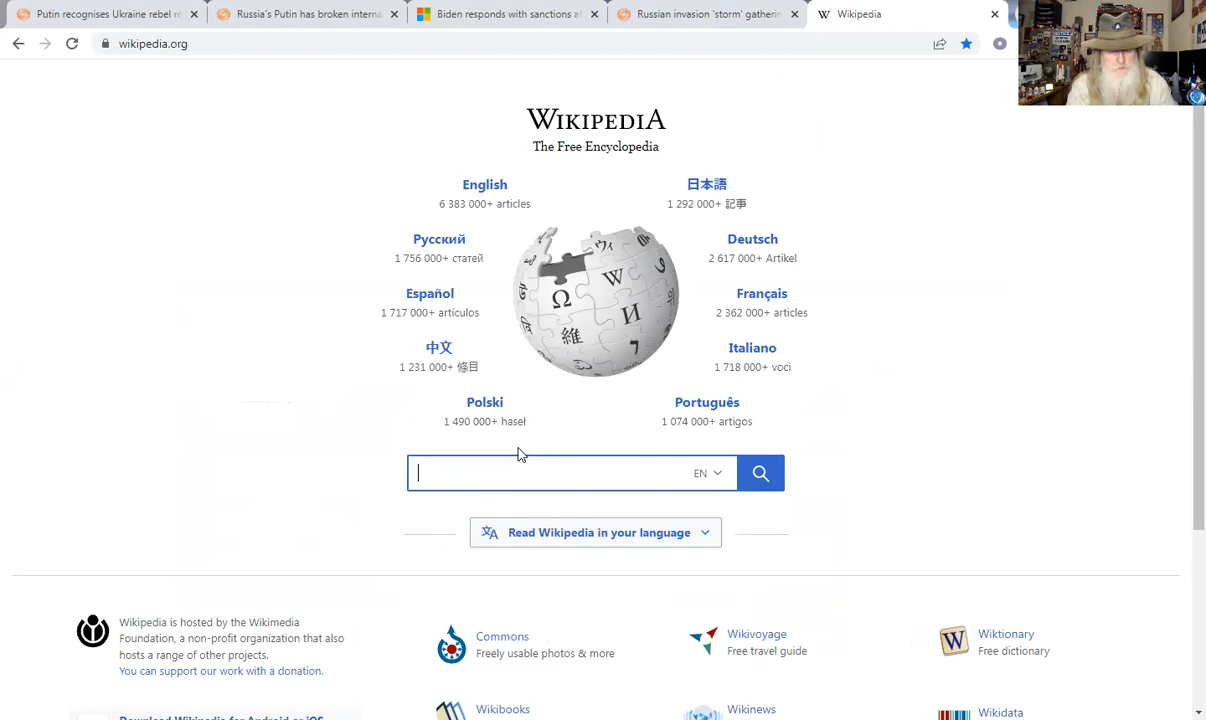 Putin recognises Ukraine rebel re
Russia's Putin has broken interna
Biden responds with sanctions af
Russian invasion 'storm' gatherin
Wikipedia
wikipedia.org
WIKIPEDIA
The Free Encyclopedia
English
6 383 000+ articles
日本語
1 292 000+ 記事
Русский
1 756 000+ статей
Deutsch
2 617 000+ Artikel
Español
1 717 000+ artículos
Français
2 362 000+ articles
中文
1 231 000+ 條目
Italiano
1 718 000+ voci
Polski
1 490 000+ haseł
Português
1 074 000+ artigos
EN
Read Wikipedia in your language
Wikipedia is hosted by the Wikimedia
Foundation, a non-profit organization that also
hosts a range of other projects.
You can support our work with a donation.
Commons
Freely usable photos & more
Wikivoyage
Free travel guide
Wiktionary
Free dictionary
Wikibooks
Wikinews
Wikidata
Download Wikipedia for Android or iOS